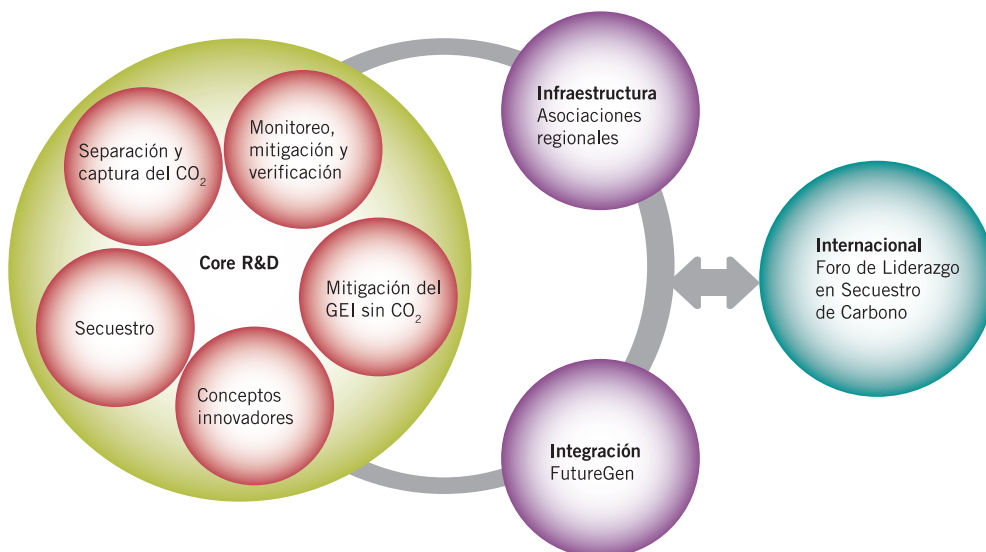 Separación y
captura del CO₂
Monitoreo,
mitigación y
verificación
Core R&D
Mitigación del
GEI sin CO₂
Secuestro
Conceptos
innovadores
Infraestructura
Asociaciones
regionales
Integración
FutureGen
Internacional
Foro de Liderazgo
en Secuestro
de Carbono